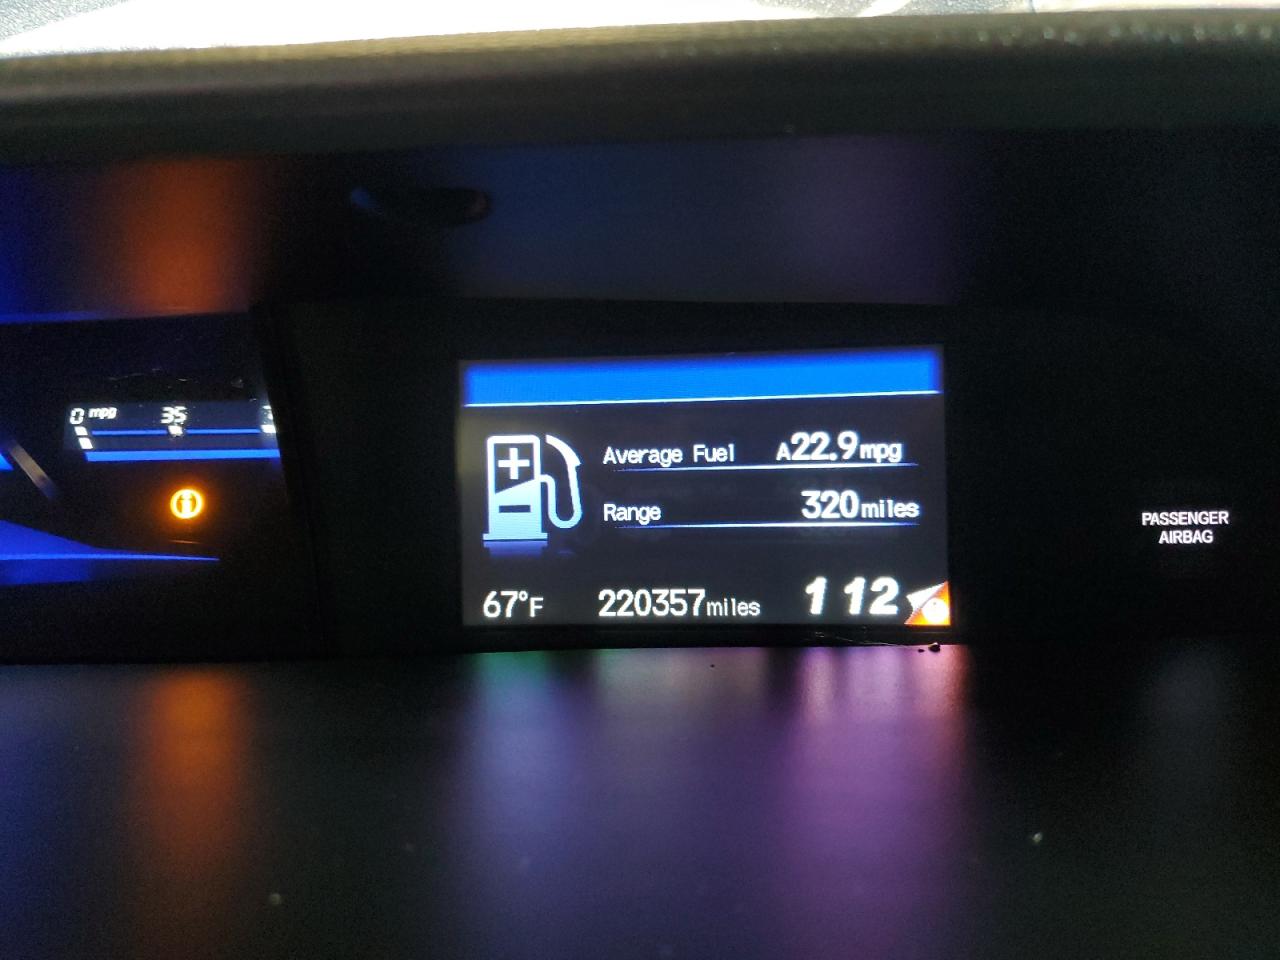 0 mpg 35
Average Fuel A22.9mpg
Range 320miles
67°F 220357miles 1 12
PASSENGER
AIRBAG